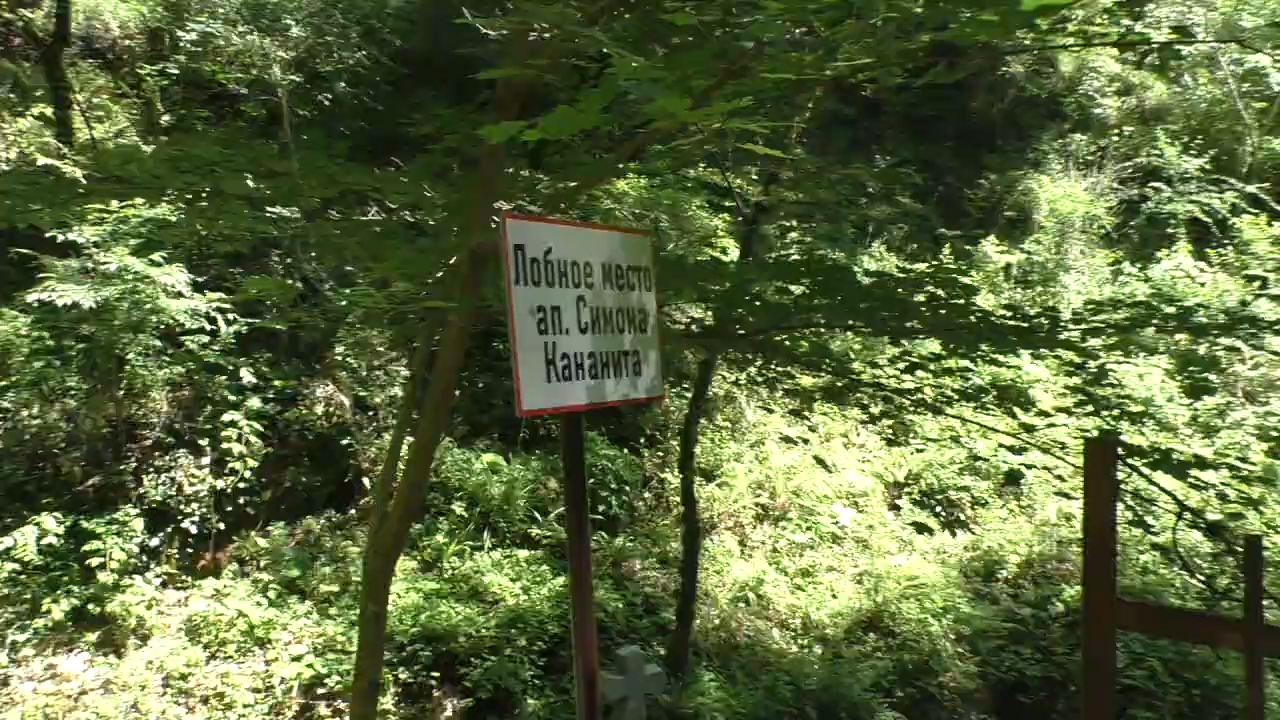 Лобное место
ап. Симона
Кананита